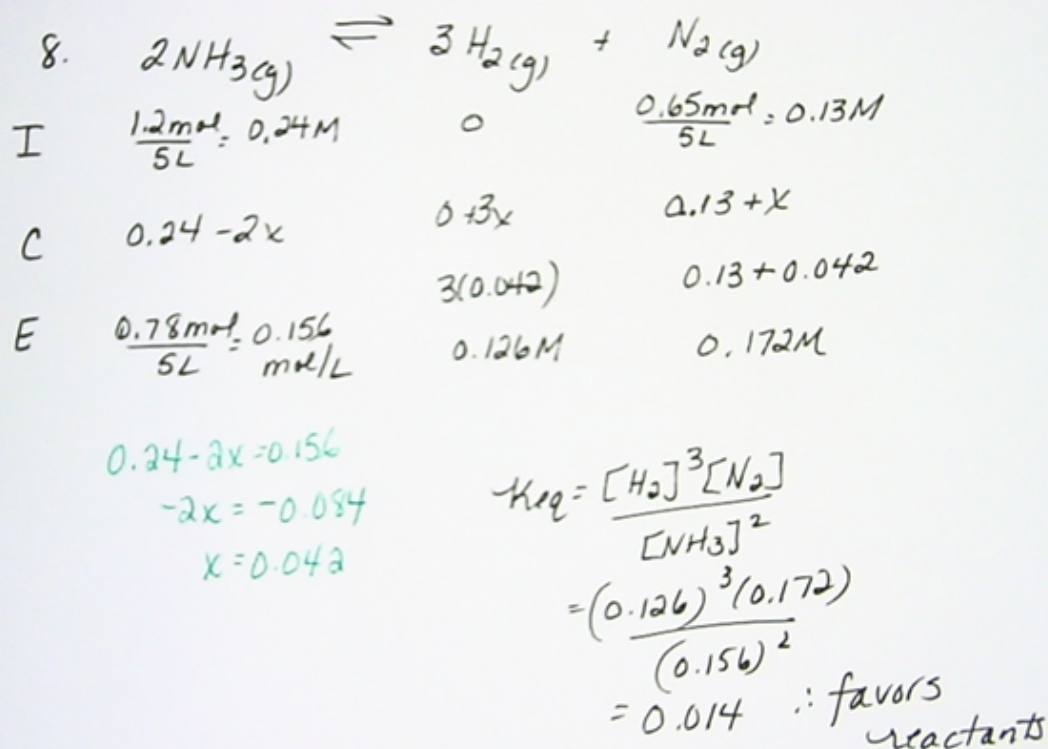 8. 2NH₃(g) ⇌ 3H₂(g) + N₂(g)
I 1.2mol/5L = 0.24M 0 0.65mol/5L = 0.13M
C 0.24 - 2x 0+3x 0.13 + x
3(0.042) 0.13 + 0.042
E 0.78mol/5L = 0.156 mol/L 0.126M 0.172M
0.24 - 2x = 0.156
-2x = -0.084
x = 0.042
Keq = [H₂]³[N₂]/[NH₃]²
= (0.126)³(0.172)/(0.156)²
= 0.014 ∴ favors
reactants